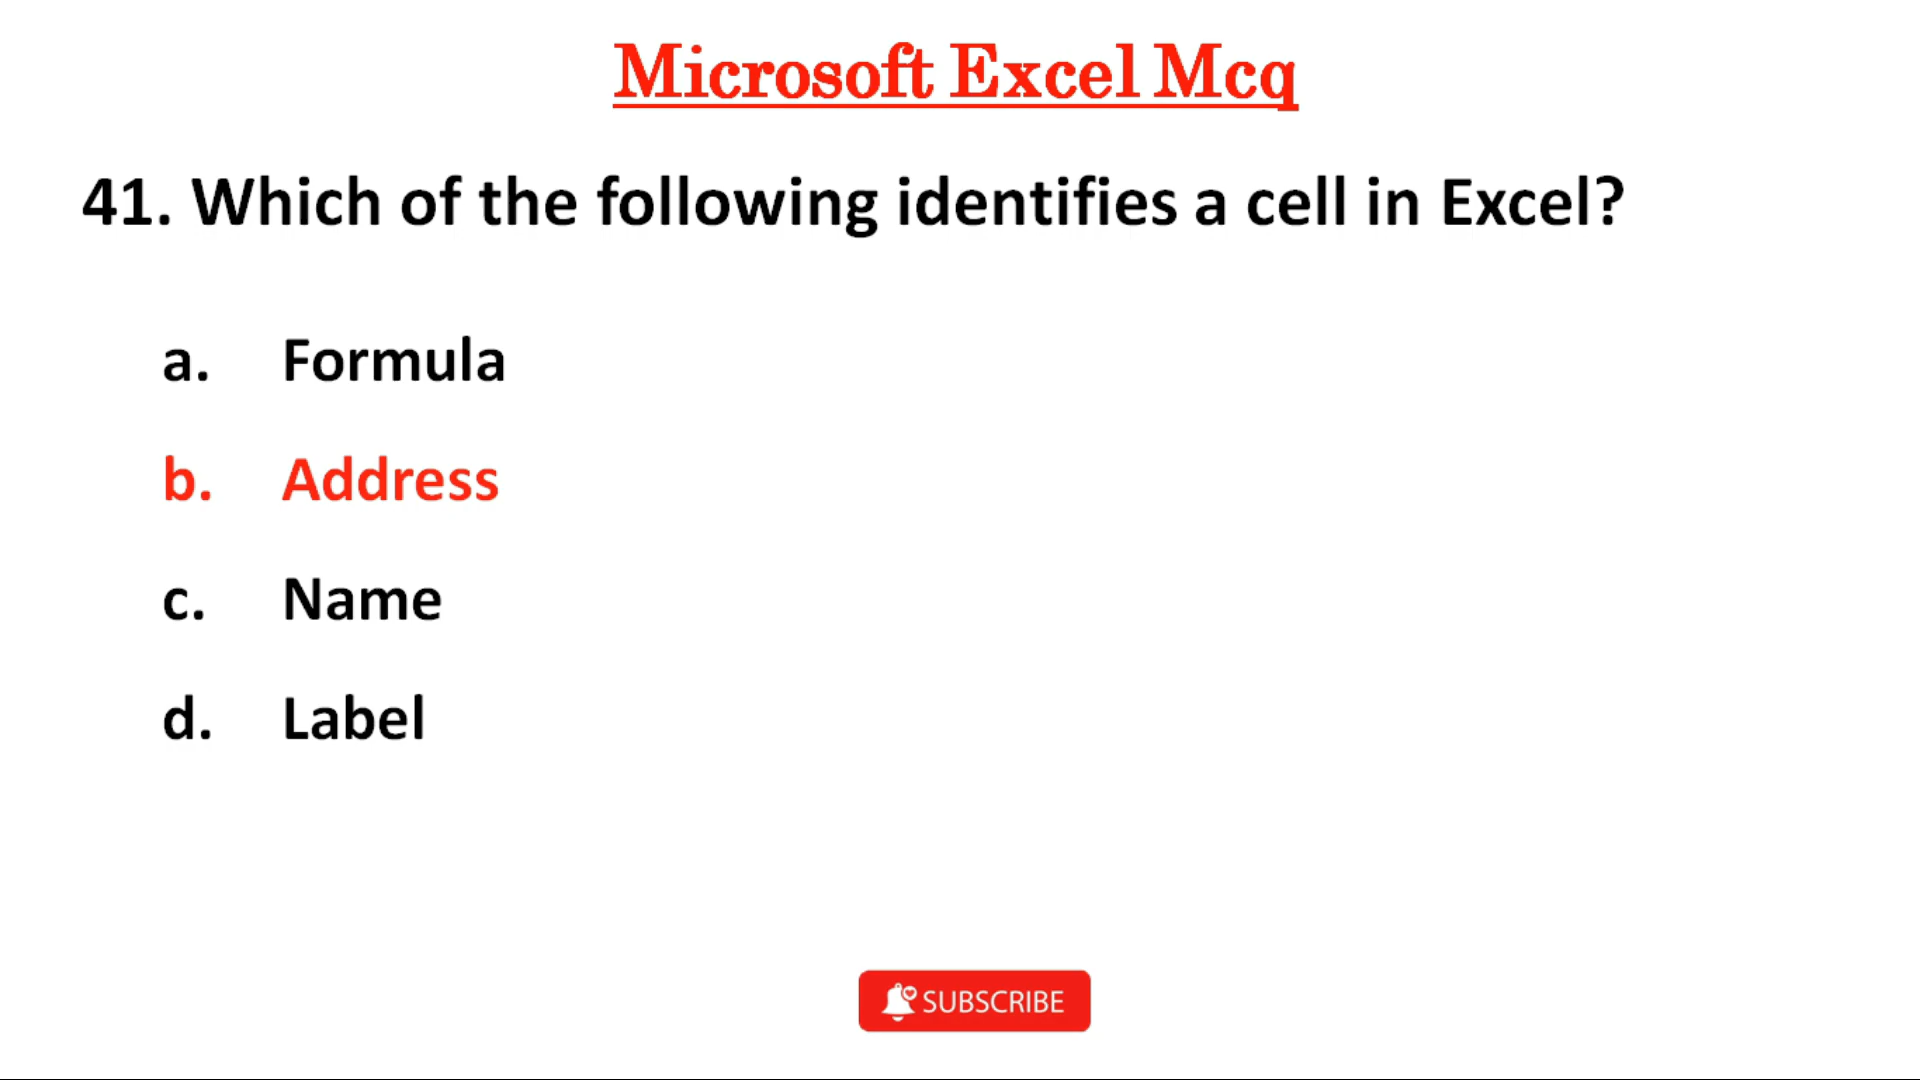 Microsoft Excel Mcq
41. Which of the following identifies a cell in Excel?
a. Formula
b. Address
c. Name
d. Label
SUBSCRIBE